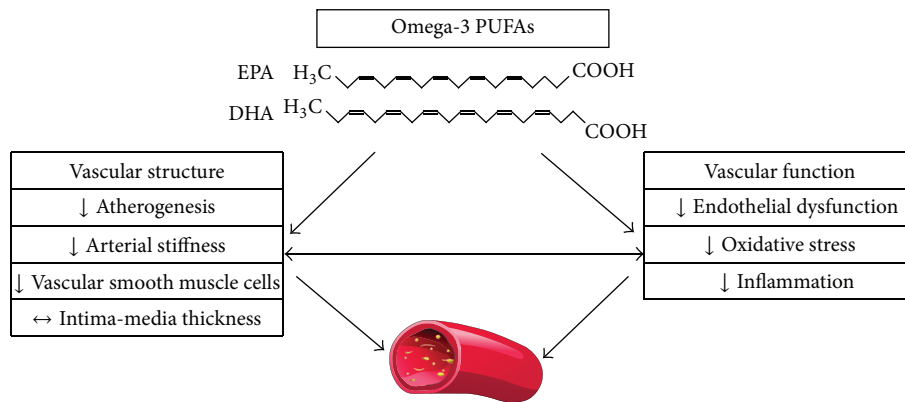 Omega-3 PUFAs
EPA H₃C COOH
DHA H₃C COOH
Vascular structure
↓ Atherogenesis
↓ Arterial stiffness
↓ Vascular smooth muscle cells
↔ Intima-media thickness
Vascular function
↓ Endothelial dysfunction
↓ Oxidative stress
↓ Inflammation